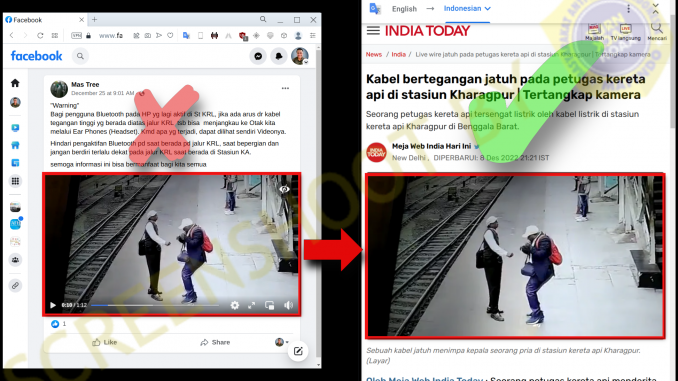 Facebook
VPN
www.fa
facebook
Mas Tree
December 25 at 9:01 AM
"Warning"
Bagi pengguna Bluetooth pada HP yg lagi aktif di St KRL, jika ada arus dr kabel
tegangan tinggi yg berada diatas jalur KRL tsb bisa menjangkau ke Otak kita
melalui Ear Phones (Headset). Kmd apa yg terjadi, dapat dilihat sendiri Videonya.
Hindari pengaktifan Bluetooth pd saat berada pd jalur KRL, saat bepergian dan
jangan berdiri terlalu dekat pada jalur KRL, saat berada di Stasiun KA.
semoga informasi ini bermanfaat bagi kita semua
0:10 / 1:12
1
Like
Share
English → Indonesian
INDIA TODAY
Majalah
TV langsung
Mencari
News / India / Live wire jatuh pada petugas kereta api di stasiun Kharagpur | Tertangkap kamera
Kabel bertegangan jatuh pada petugas kereta
api di stasiun Kharagpur | Tertangkap kamera
Seorang petugas kereta api tersengat listrik oleh kabel listrik di stasiun
kereta api Kharagpur di Benggala Barat.
INDIA
TODAY
Meja Web India Hari Ini
New Delhi , DIPERBARUI: 8 Des 2022 21:21 IST
Sebuah kabel jatuh menimpa kepala seorang pria di stasiun kereta api Kharagpur.
(Layar)
Oleh Meja Web India Today : Seorang petugas kereta api menderita